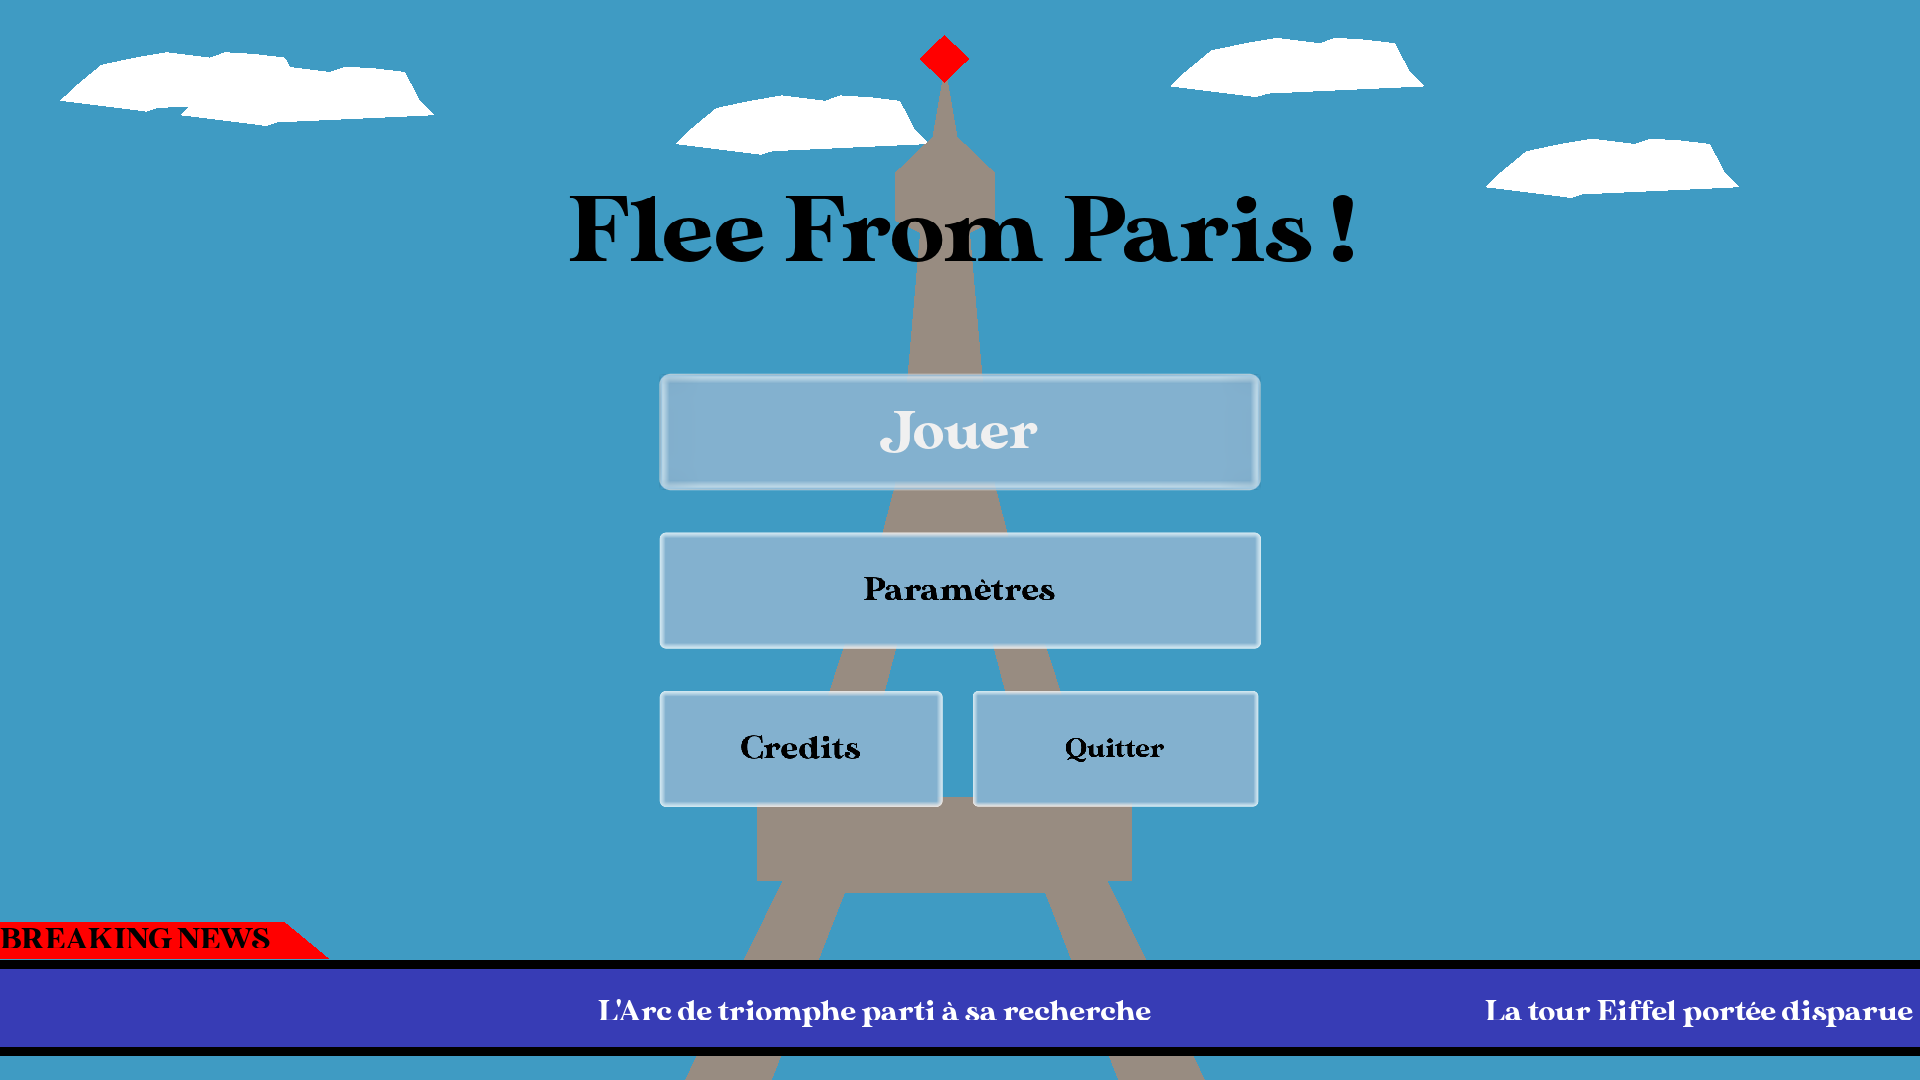 Flee From Paris !
Jouer
Paramètres
Credits
Quitter
BREAKING NEWS
L'Arc de triomphe parti à sa recherche
La tour Eiffel portée disparue